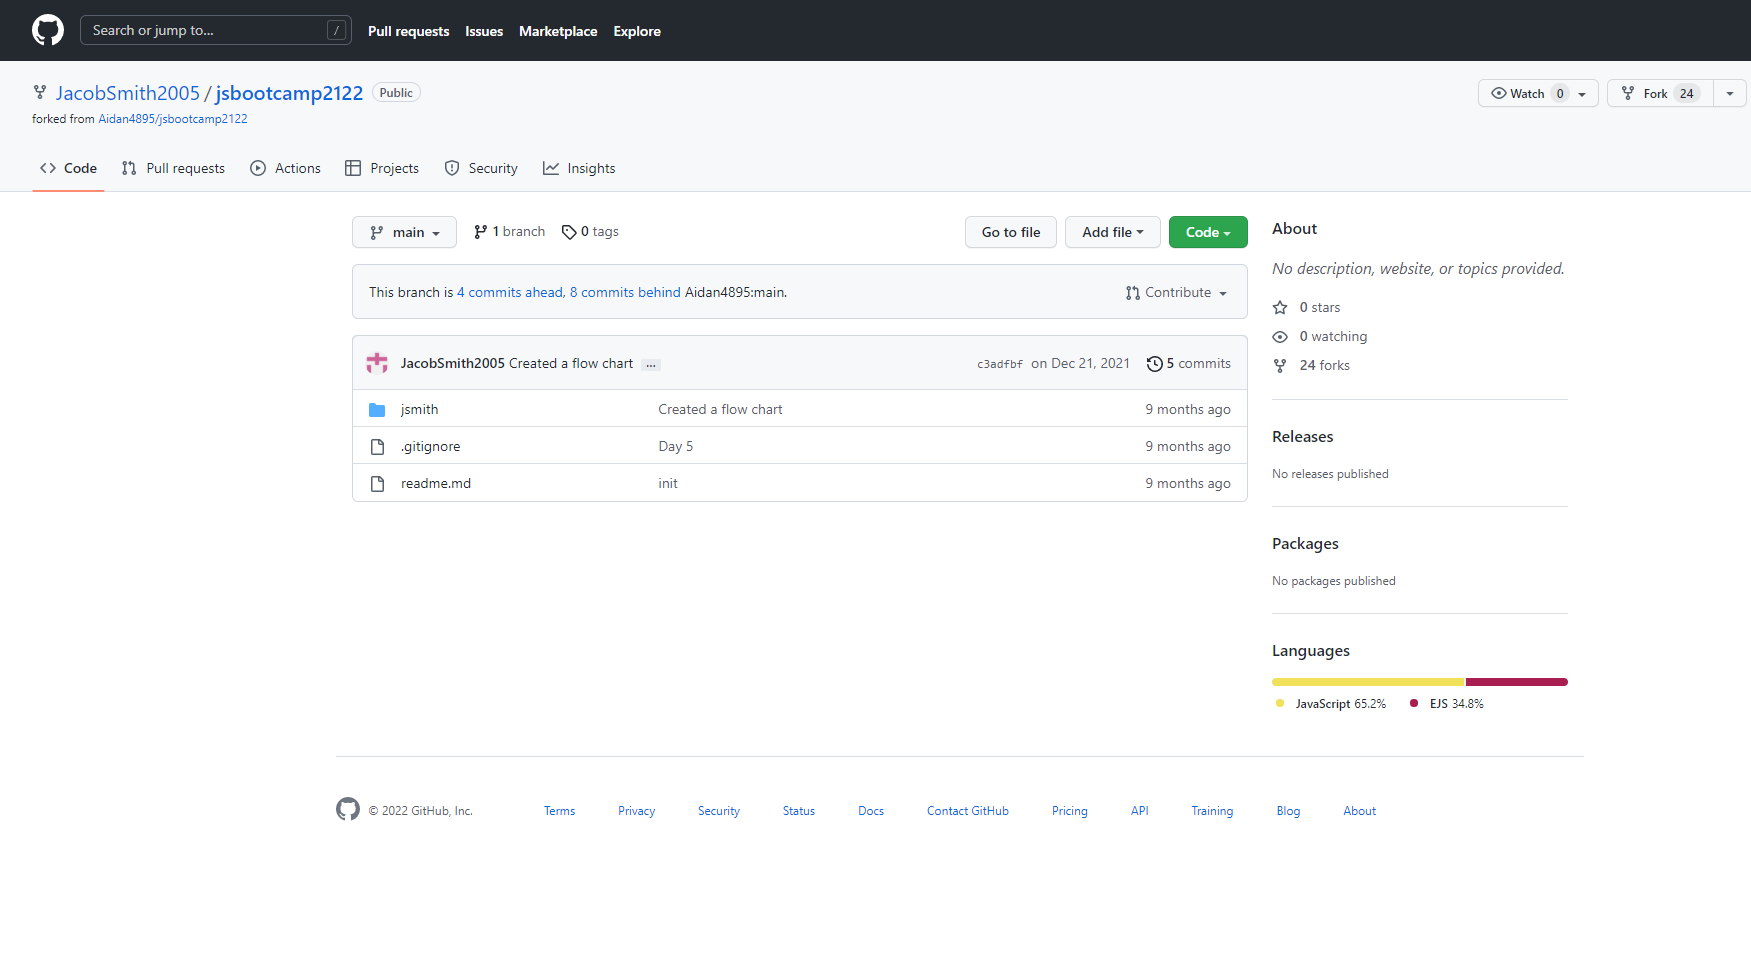 Search or jump to... /
Pull requests Issues Marketplace Explore
JacobSmith2005 / jsbootcamp2122 Public
Watch 0
Fork 24
forked from Aidan4895/jsbootcamp2122
Code Pull requests Actions Projects Security Insights
main 1 branch 0 tags
Go to file Add file Code
This branch is 4 commits ahead, 8 commits behind Aidan4895:main.
Contribute
JacobSmith2005 Created a flow chart ... c3adfbf on Dec 21, 2021 5 commits
jsmith Created a flow chart 9 months ago
.gitignore Day 5 9 months ago
readme.md init 9 months ago
About
No description, website, or topics provided.
0 stars
0 watching
24 forks
Releases
No releases published
Packages
No packages published
Languages
JavaScript 65.2% EJS 34.8%
© 2022 GitHub, Inc. Terms Privacy Security Status Docs Contact GitHub Pricing API Training Blog About